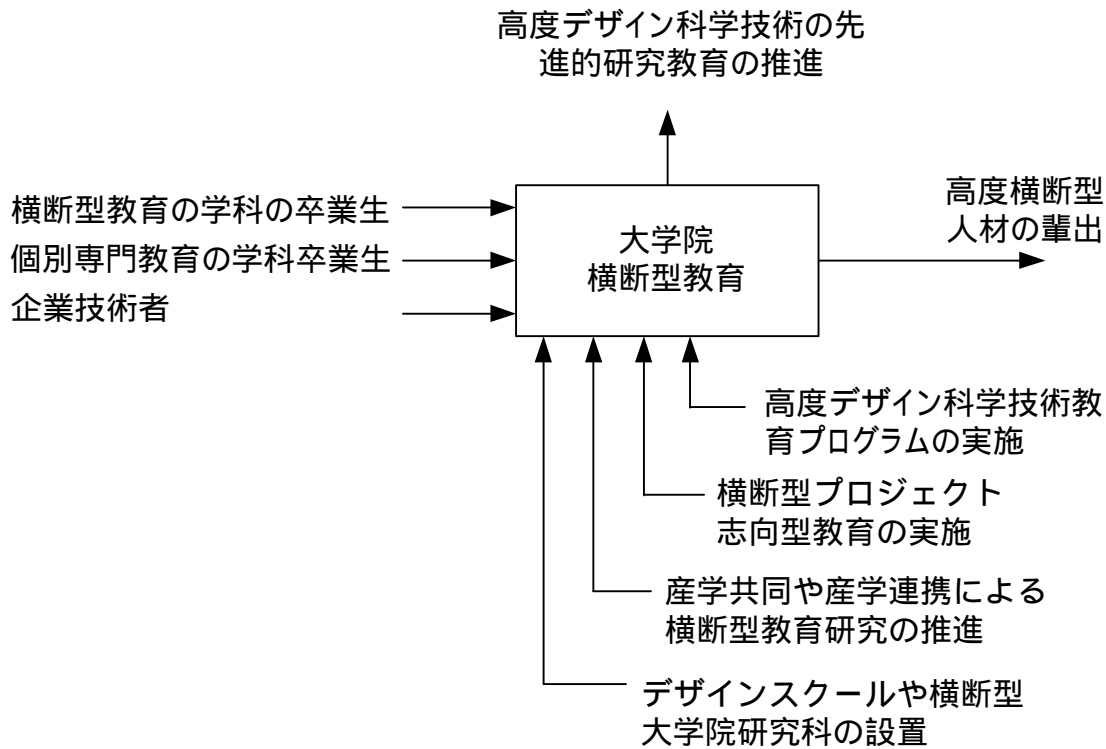 高度デザイン科学技術の先
進的研究教育の推進
横断型教育の学科の卒業生
個別専門教育の学科卒業生
企業技術者
大学院
横断型教育
高度横断型
人材の輩出
高度デザイン科学技術教
育プログラムの実施
横断型プロジェクト
志向型教育の実施
産学共同や産学連携による
横断型教育研究の推進
デザインスクールや横断型
大学院研究科の設置